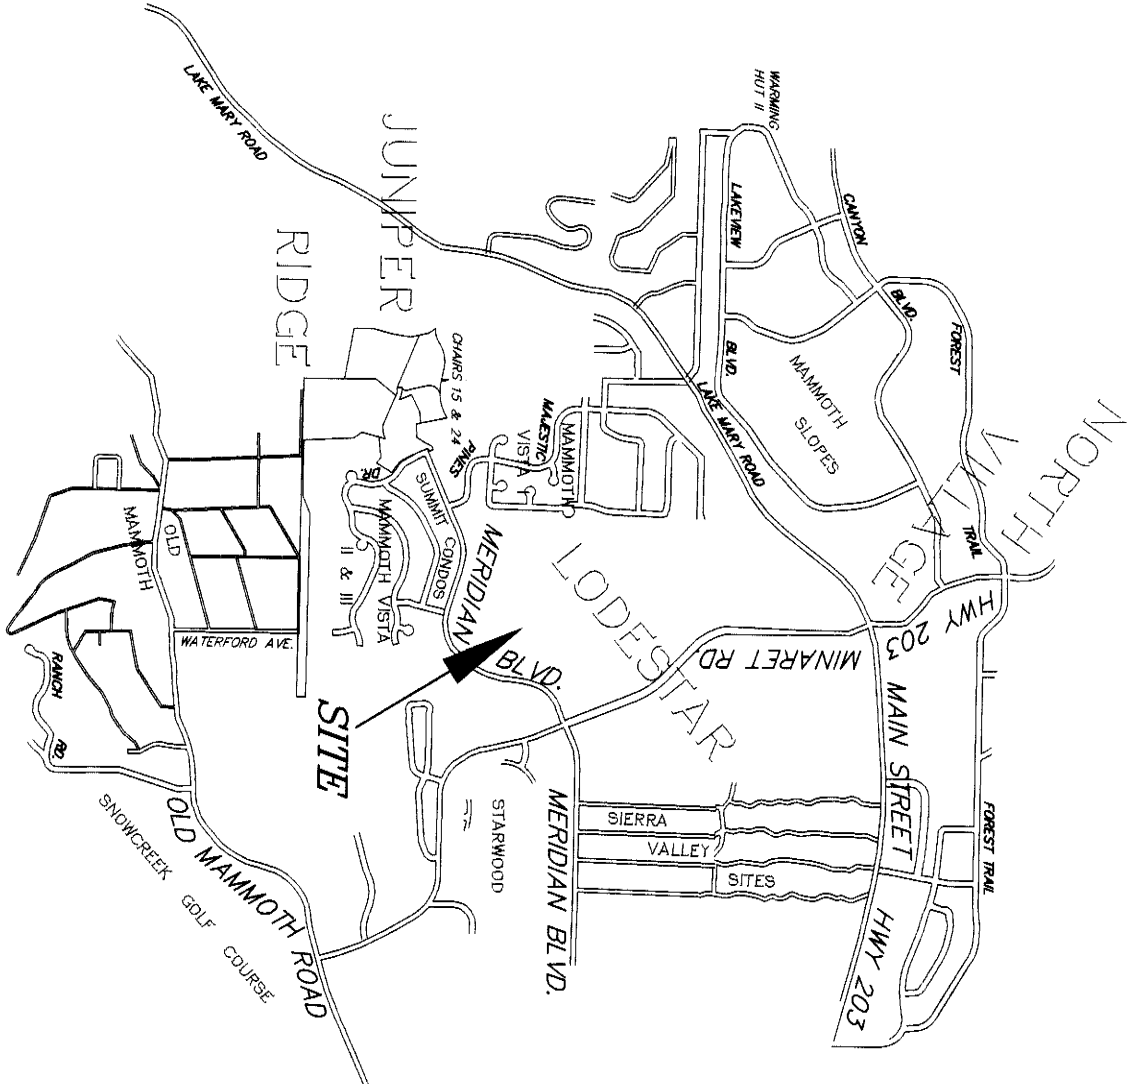 WARMING
HUT II
LAKE MARY ROAD
JUNIPER
RIDGE
CANYON
BLVD.
LAKEVIEW
BLVD.
FOREST
TRAIL
MAMMOTH
SLOPES
NORTH
VILLAGE
CHAIRS 15 & 24
LAKE MARY ROAD
MAJESTIC
PINES
DR.
MAMMOTH
VISTA I
SUMMIT CONDOS
MAMMOTH VISTA
II & III
MERIDIAN
BLVD.
LODESTAR
HWY 203
MINARET RD
OLD
MAMMOTH
WATERFORD AVE.
RANCH
RD.
SITE
MAIN STREET
FOREST TRAIL
SIERRA
VALLEY
SITES
STARWOOD
MERIDIAN BLVD.
OLD MAMMOTH ROAD
SNOWCREEK
GOLF
COURSE
HWY 203